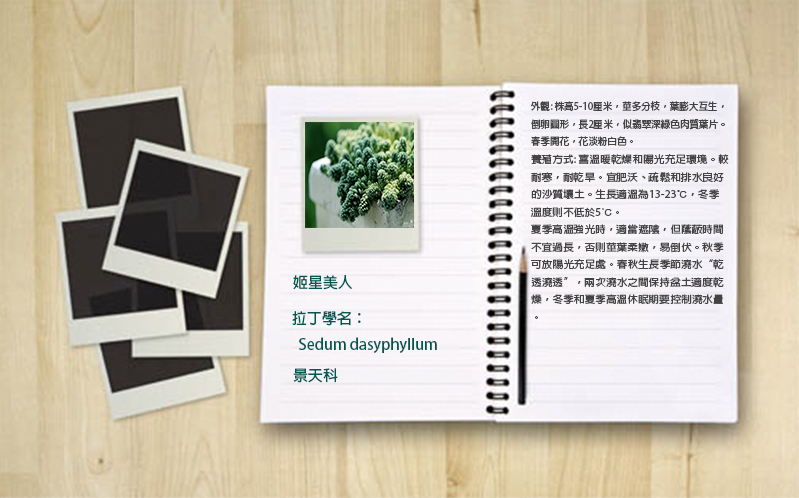 姬星美人
拉丁學名：
Sedum dasyphyllum
景天科
外觀：株高5-10厘米，莖多分枝，葉膨大互生，
倒卵圓形，長2厘米，似翡翠深綠色肉質葉片。
春季開花，花淡粉白色。
養殖方式：富溫暖乾燥和陽光充足環境。較
耐寒，耐乾旱。宜肥沃、疏鬆和排水良好
的沙質壤土。生長適溫為13-23℃，冬季
溫度則不低於5℃。
夏季高溫強光時，適當遮陰，但蔭蔽時間
不宜過長，否則莖葉柔嫩，易倒伏。秋季
可放陽光充足處。春秋生長季節澆水“乾
透澆透”，兩次澆水之間保持盆土適度乾
燥，冬季和夏季高溫休眠期要控制澆水量
。